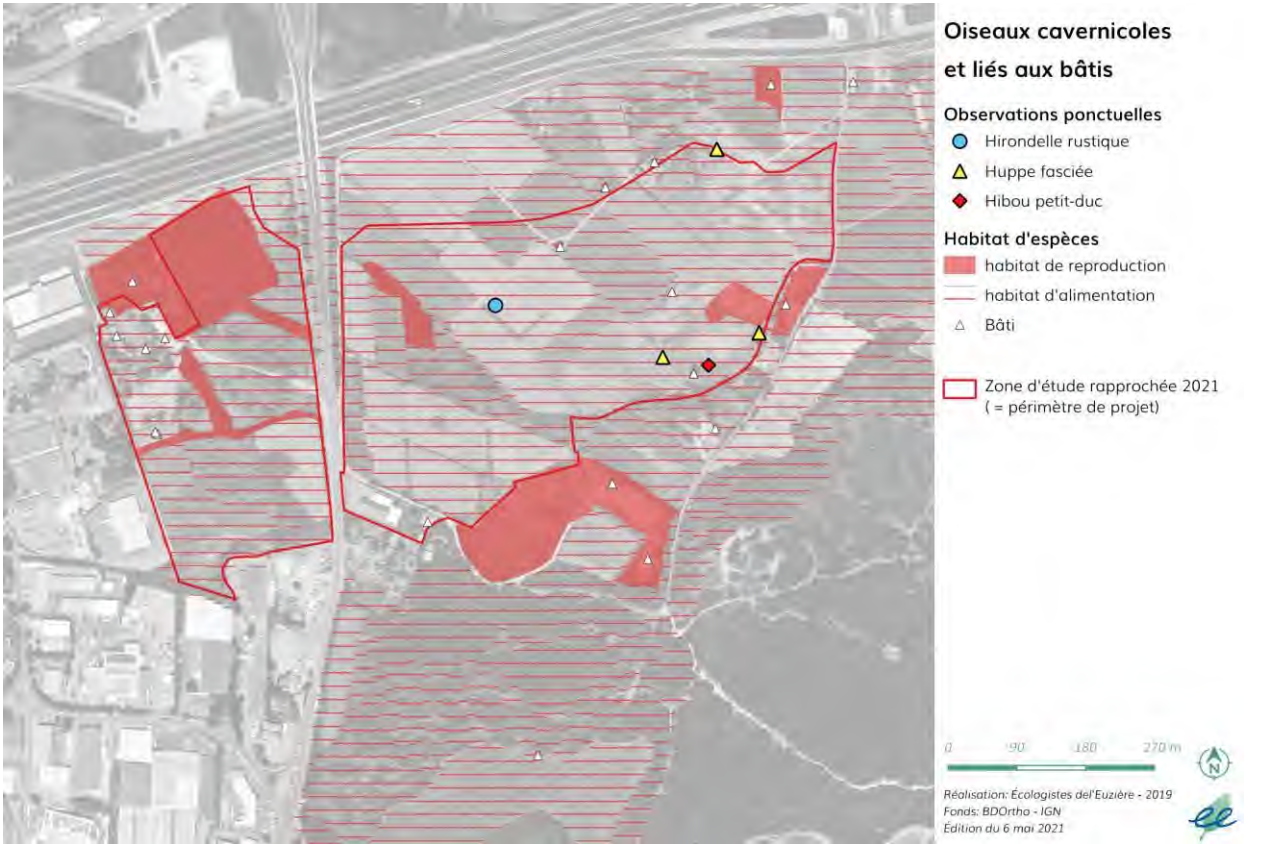 Oiseaux cavernicoles
et liés aux bâtis
Observations ponctuelles
Hirondelle rustique
Huppe fasciée
Hibou petit-duc
Habitat d'espèces
habitat de reproduction
habitat d'alimentation
Bâti
Zone d'étude rapprochée 2021
( = périmètre de projet)
0 90 180 270 m
N
Réalisation: Écologistes del'Euzière - 2019
Fonds: BDOrtho - IGN
Édition du 6 mai 2021
ee